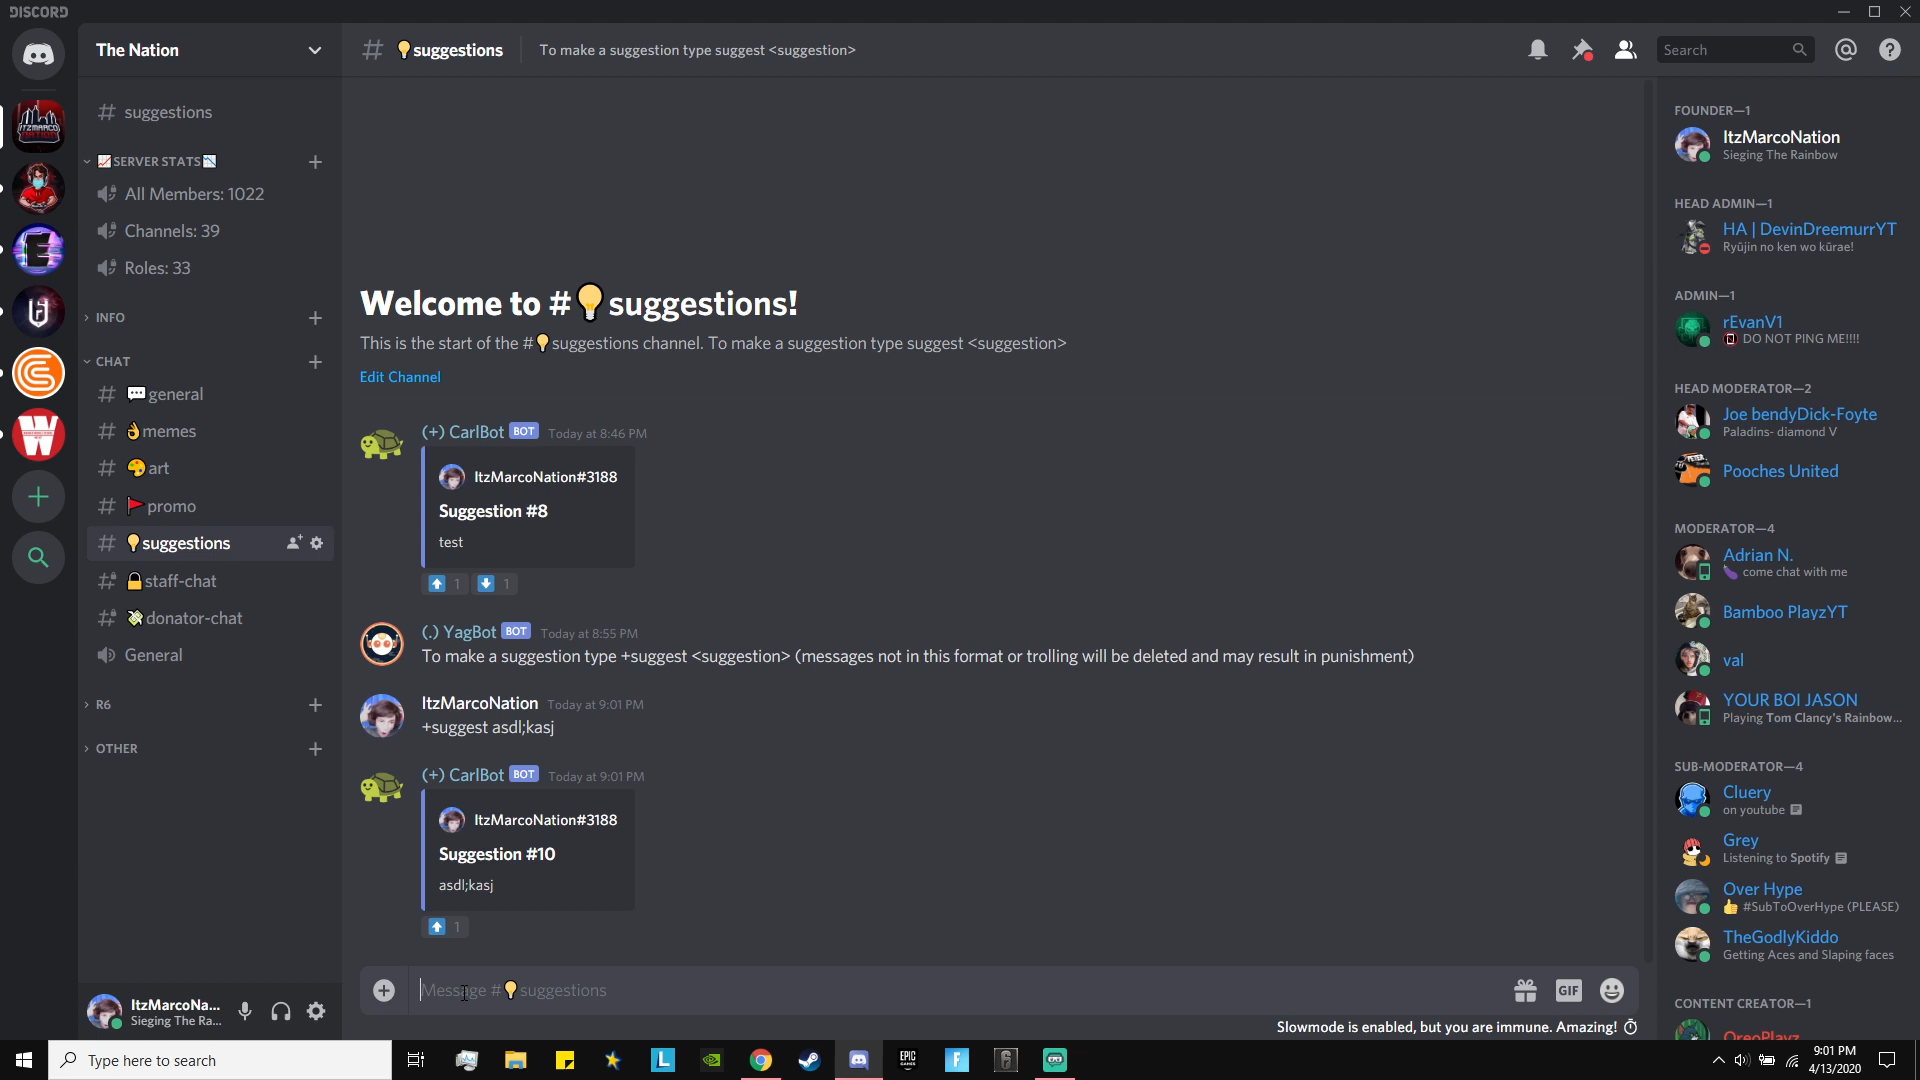 DISCORD
The Nation
# 💡suggestions
To make a suggestion type suggest <suggestion>
Search
# suggestions
📈SERVER STATS📉
All Members: 1022
Channels: 39
Roles: 33
INFO
CHAT
# 💬general
# 👌memes
# 🎨art
# 🚩promo
# 💡suggestions
# 🔒staff-chat
# 💸donator-chat
General
R6
OTHER
ItzMarcoNa...
Sieging The Ra...
Welcome to #💡suggestions!
This is the start of the #💡suggestions channel. To make a suggestion type suggest <suggestion>
Edit Channel
(+) CarlBot BOT Today at 8:46 PM
ItzMarcoNation#3188
Suggestion #8
test
1 1
(.) YagBot BOT Today at 8:55 PM
To make a suggestion type +suggest <suggestion> (messages not in this format or trolling will be deleted and may result in punishment)
ItzMarcoNation Today at 9:01 PM
+suggest asdl;kasj
(+) CarlBot BOT Today at 9:01 PM
ItzMarcoNation#3188
Suggestion #10
asdl;kasj
1
Message #💡suggestions
GIF
Slowmode is enabled, but you are immune. Amazing!
FOUNDER—1
ItzMarcoNation
Sieging The Rainbow
HEAD ADMIN—1
HA | DevinDreemurrYT
Ryūjin no ken wo kūrae!
ADMIN—1
rEvanV1
DO NOT PING ME!!!!
HEAD MODERATOR—2
Joe bendyDick-Foyte
Paladins- diamond V
Pooches United
MODERATOR—4
Adrian N.
🍆 come chat with me
Bamboo PlayzYT
val
YOUR BOI JASON
Playing Tom Clancy's Rainbow...
SUB-MODERATOR—4
Cluery
on youtube
Grey
Listening to Spotify
Over Hype
👍 #SubToOverHype (PLEASE)
TheGodlyKiddo
Getting Aces and Slaping faces
CONTENT CREATOR—1
OreoPlayz
Type here to search
EPIC GAMES
9:01 PM
4/13/2020